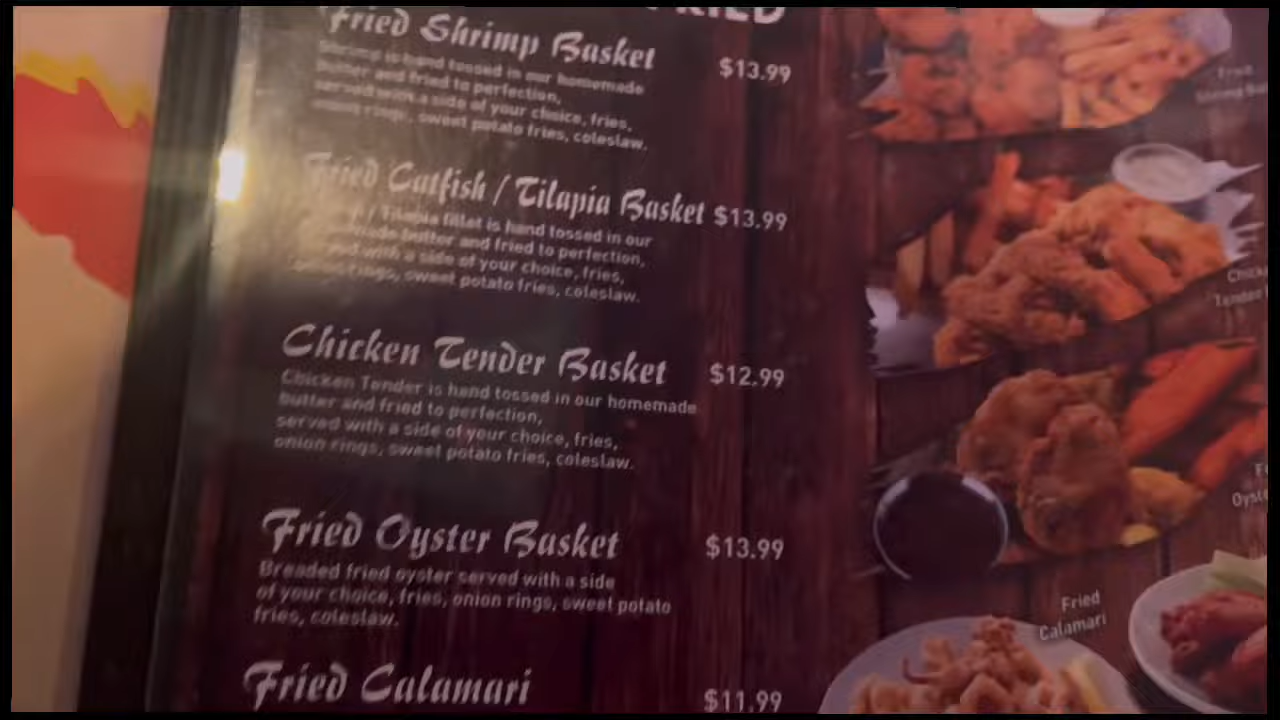 FRIED
Fried Shrimp Basket $13.99
Shrimp is hand tossed in our homemade
butter and fried to perfection,
served with a side of your choice, fries,
onion rings, sweet potato fries, coleslaw.
Fried Catfish / Tilapia Basket $13.99
/ Tilapia fillet is hand tossed in our
butter and fried to perfection,
with a side of your choice, fries,
rings, sweet potato fries, coleslaw.
Chicken Tender Basket $12.99
Chicken Tender is hand tossed in our homemade
butter and fried to perfection,
served with a side of your choice, fries,
onion rings, sweet potato fries, coleslaw.
Fried Oyster Basket $13.99
Breaded fried oyster served with a side
of your choice, fries, onion rings, sweet potato
fries, coleslaw.
Fried Calamari $11.99
Fried
Shrimp
Tender
Fried
Calamari